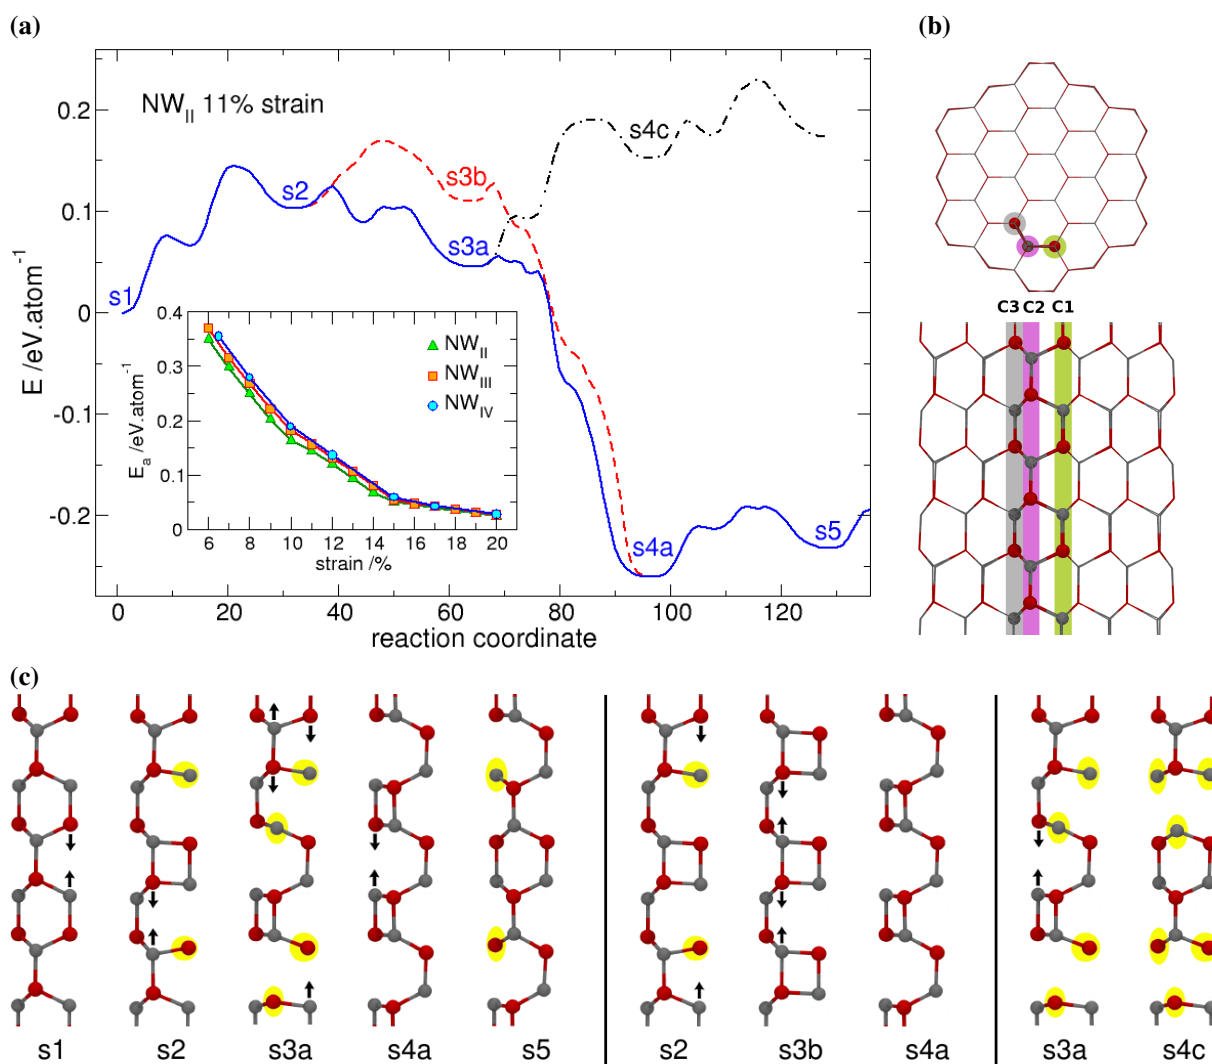 (a)
(b)
NW_II 11% strain
E /eV.atom^-1
0.2
0.1
0
-0.1
-0.2
s1
s2
s3b
s3a
s4c
s4a
s5
0 20 40 60 80 100 120
reaction coordinate
E_a /eV.atom^-1
0.4
0.3
0.2
0.1
0
6 8 10 12 14 16 18 20
strain /%
NW_II
NW_III
NW_IV
C3 C2 C1
(c)
s1 s2 s3a s4a s5 s2 s3b s4a s3a s4c